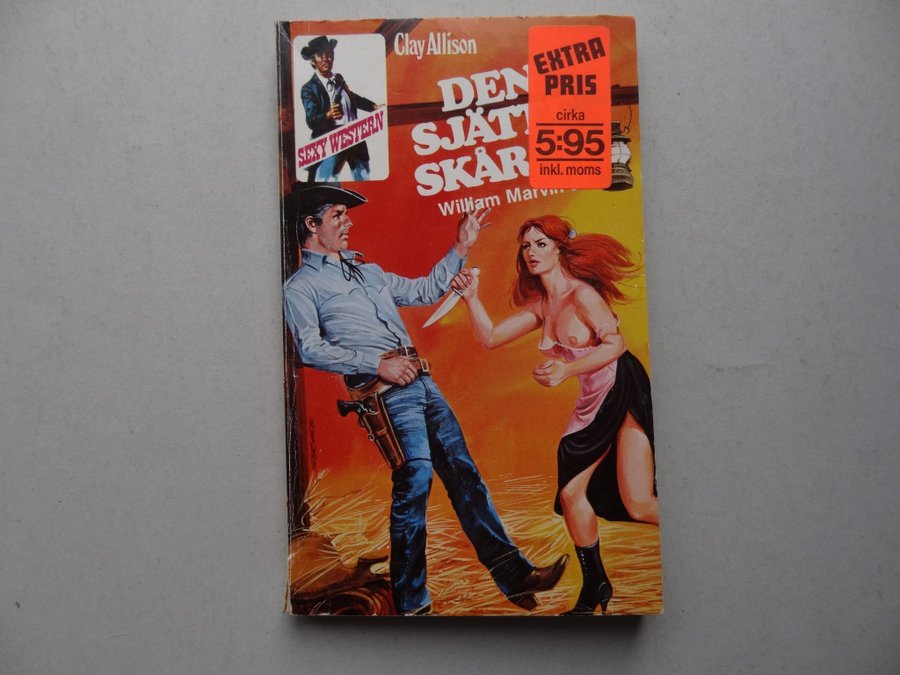 Clay Allison
SEXY WESTERN
DEN
SJÄTT
SKÅR
William Marvin
EXTRA
PRIS
cirka
5:95
inkl. moms